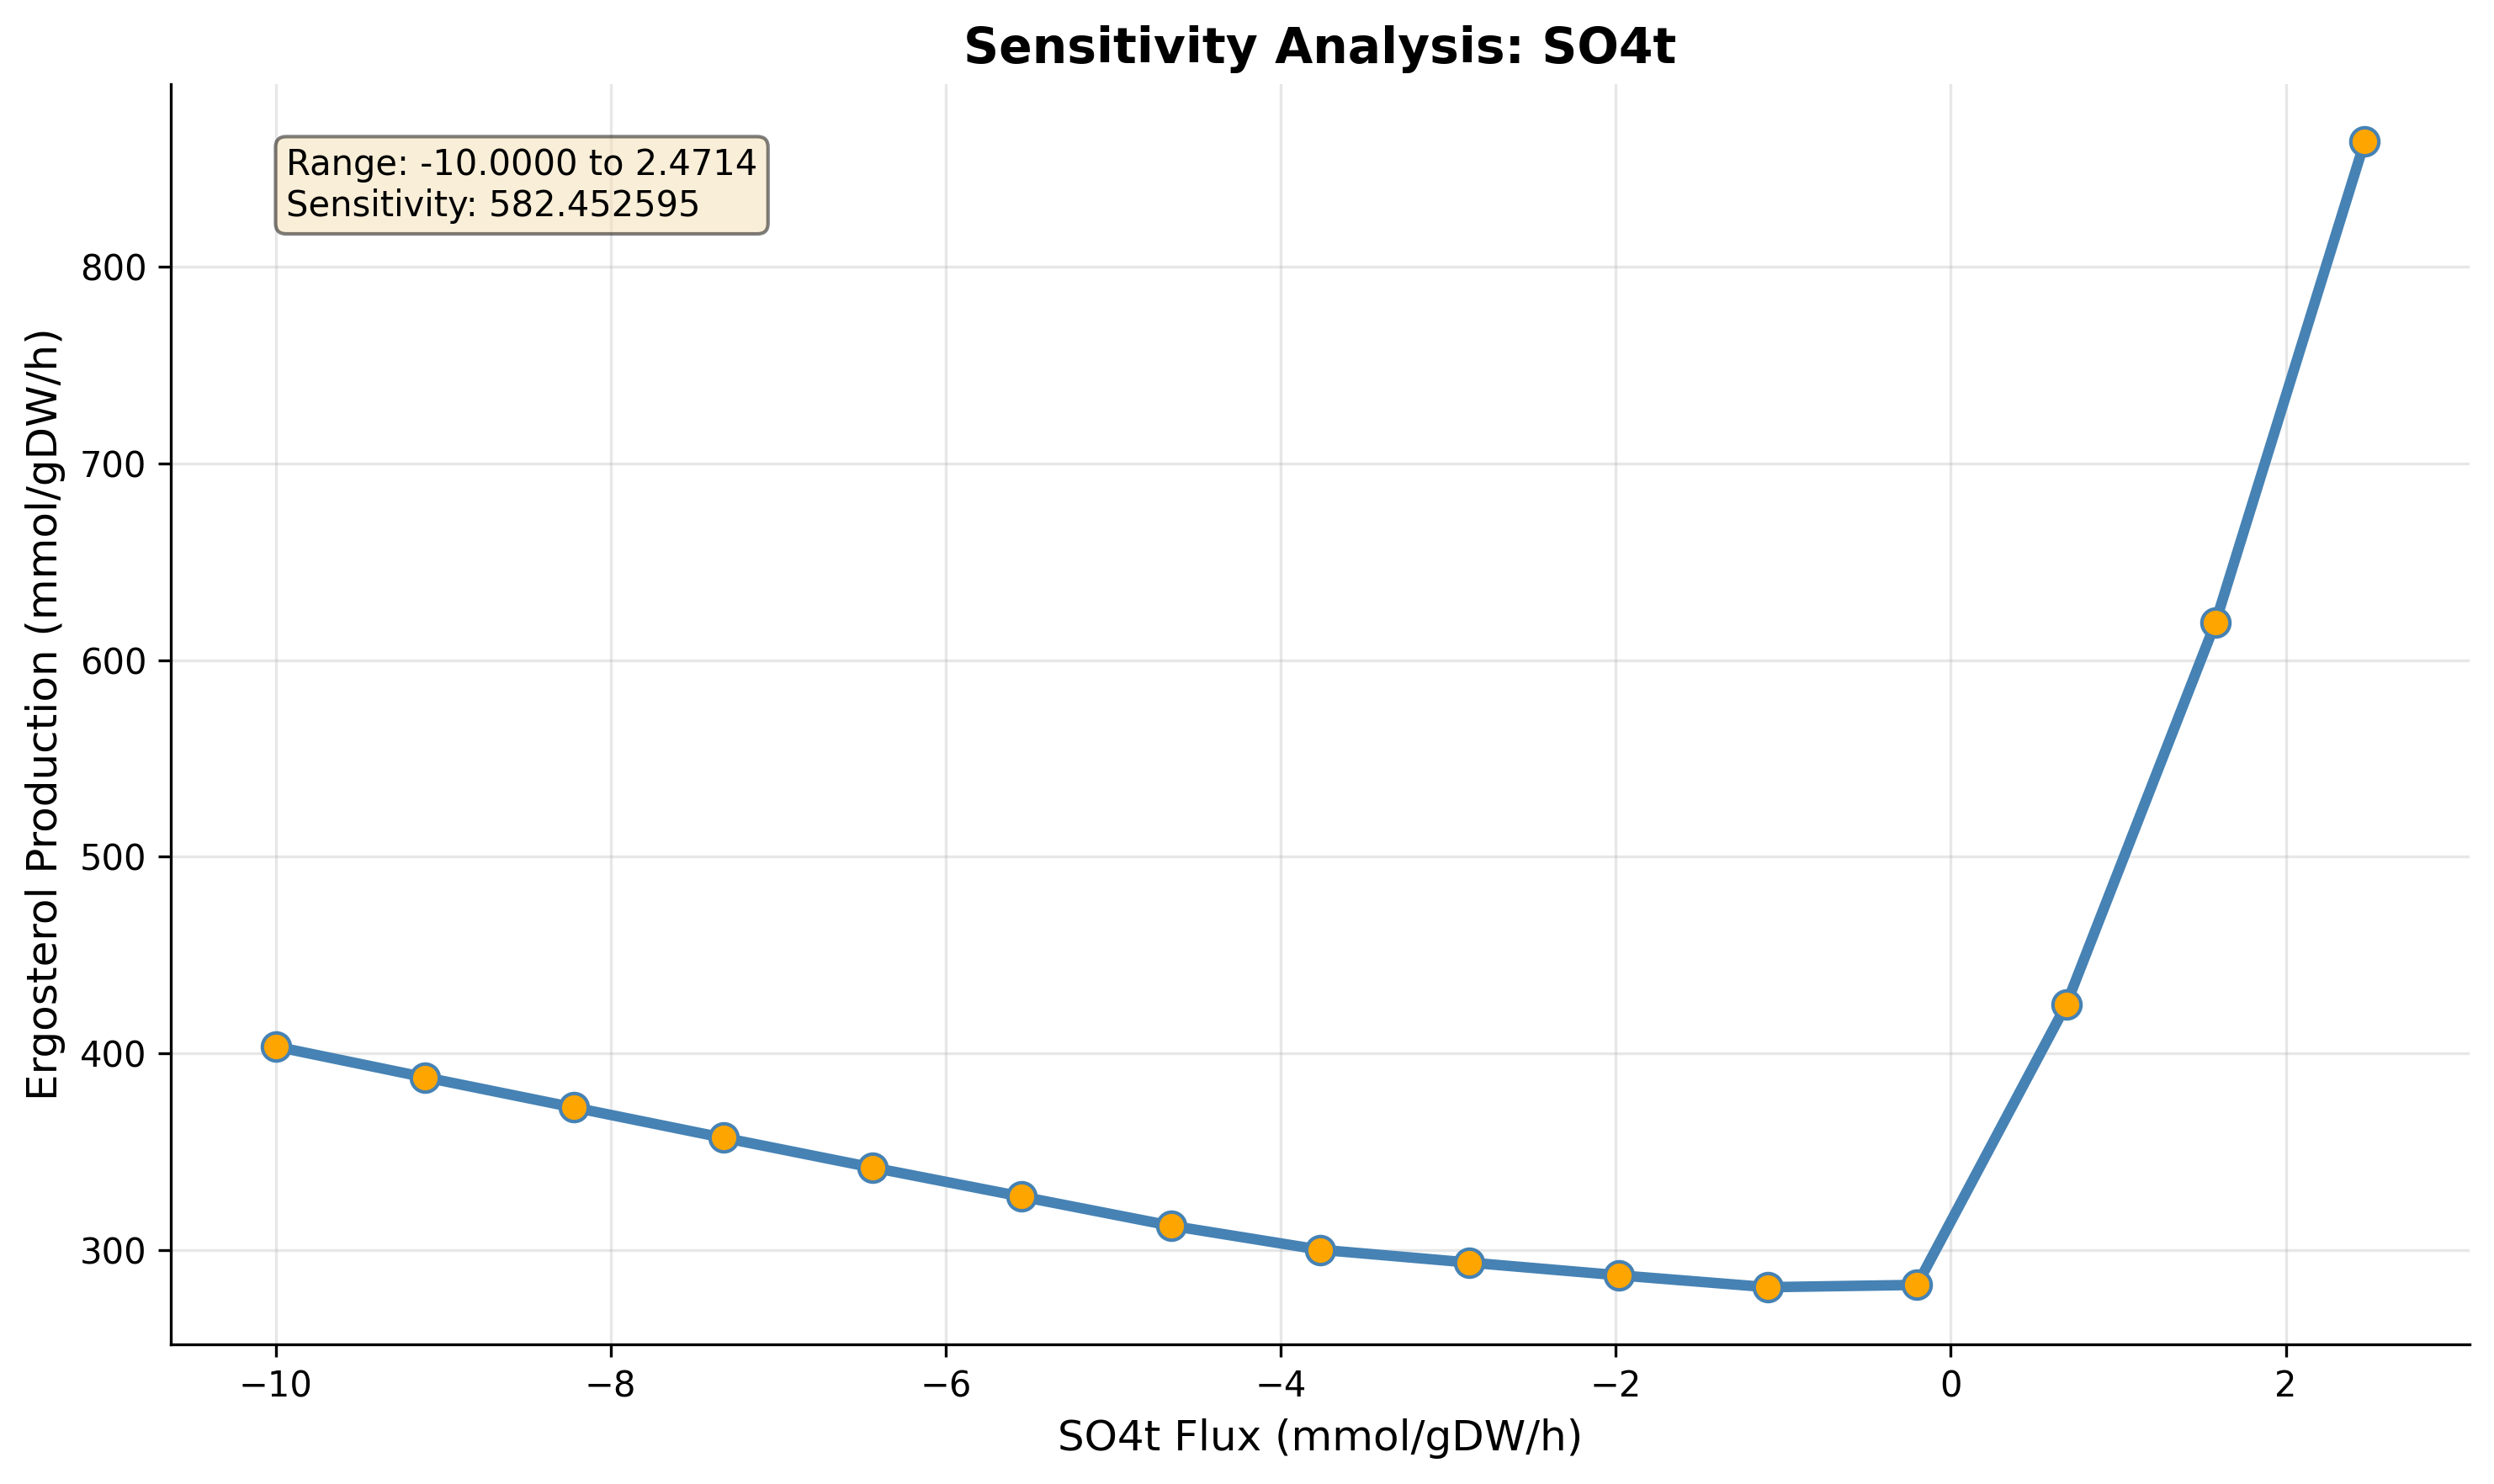 Sensitivity Analysis: SO4t
Range: -10.0000 to 2.4714
Sensitivity: 582.452595
Ergosterol Production (mmol/gDW/h)
800
700
600
500
400
300
−10
−8
−6
−4
−2
0
2
SO4t Flux (mmol/gDW/h)